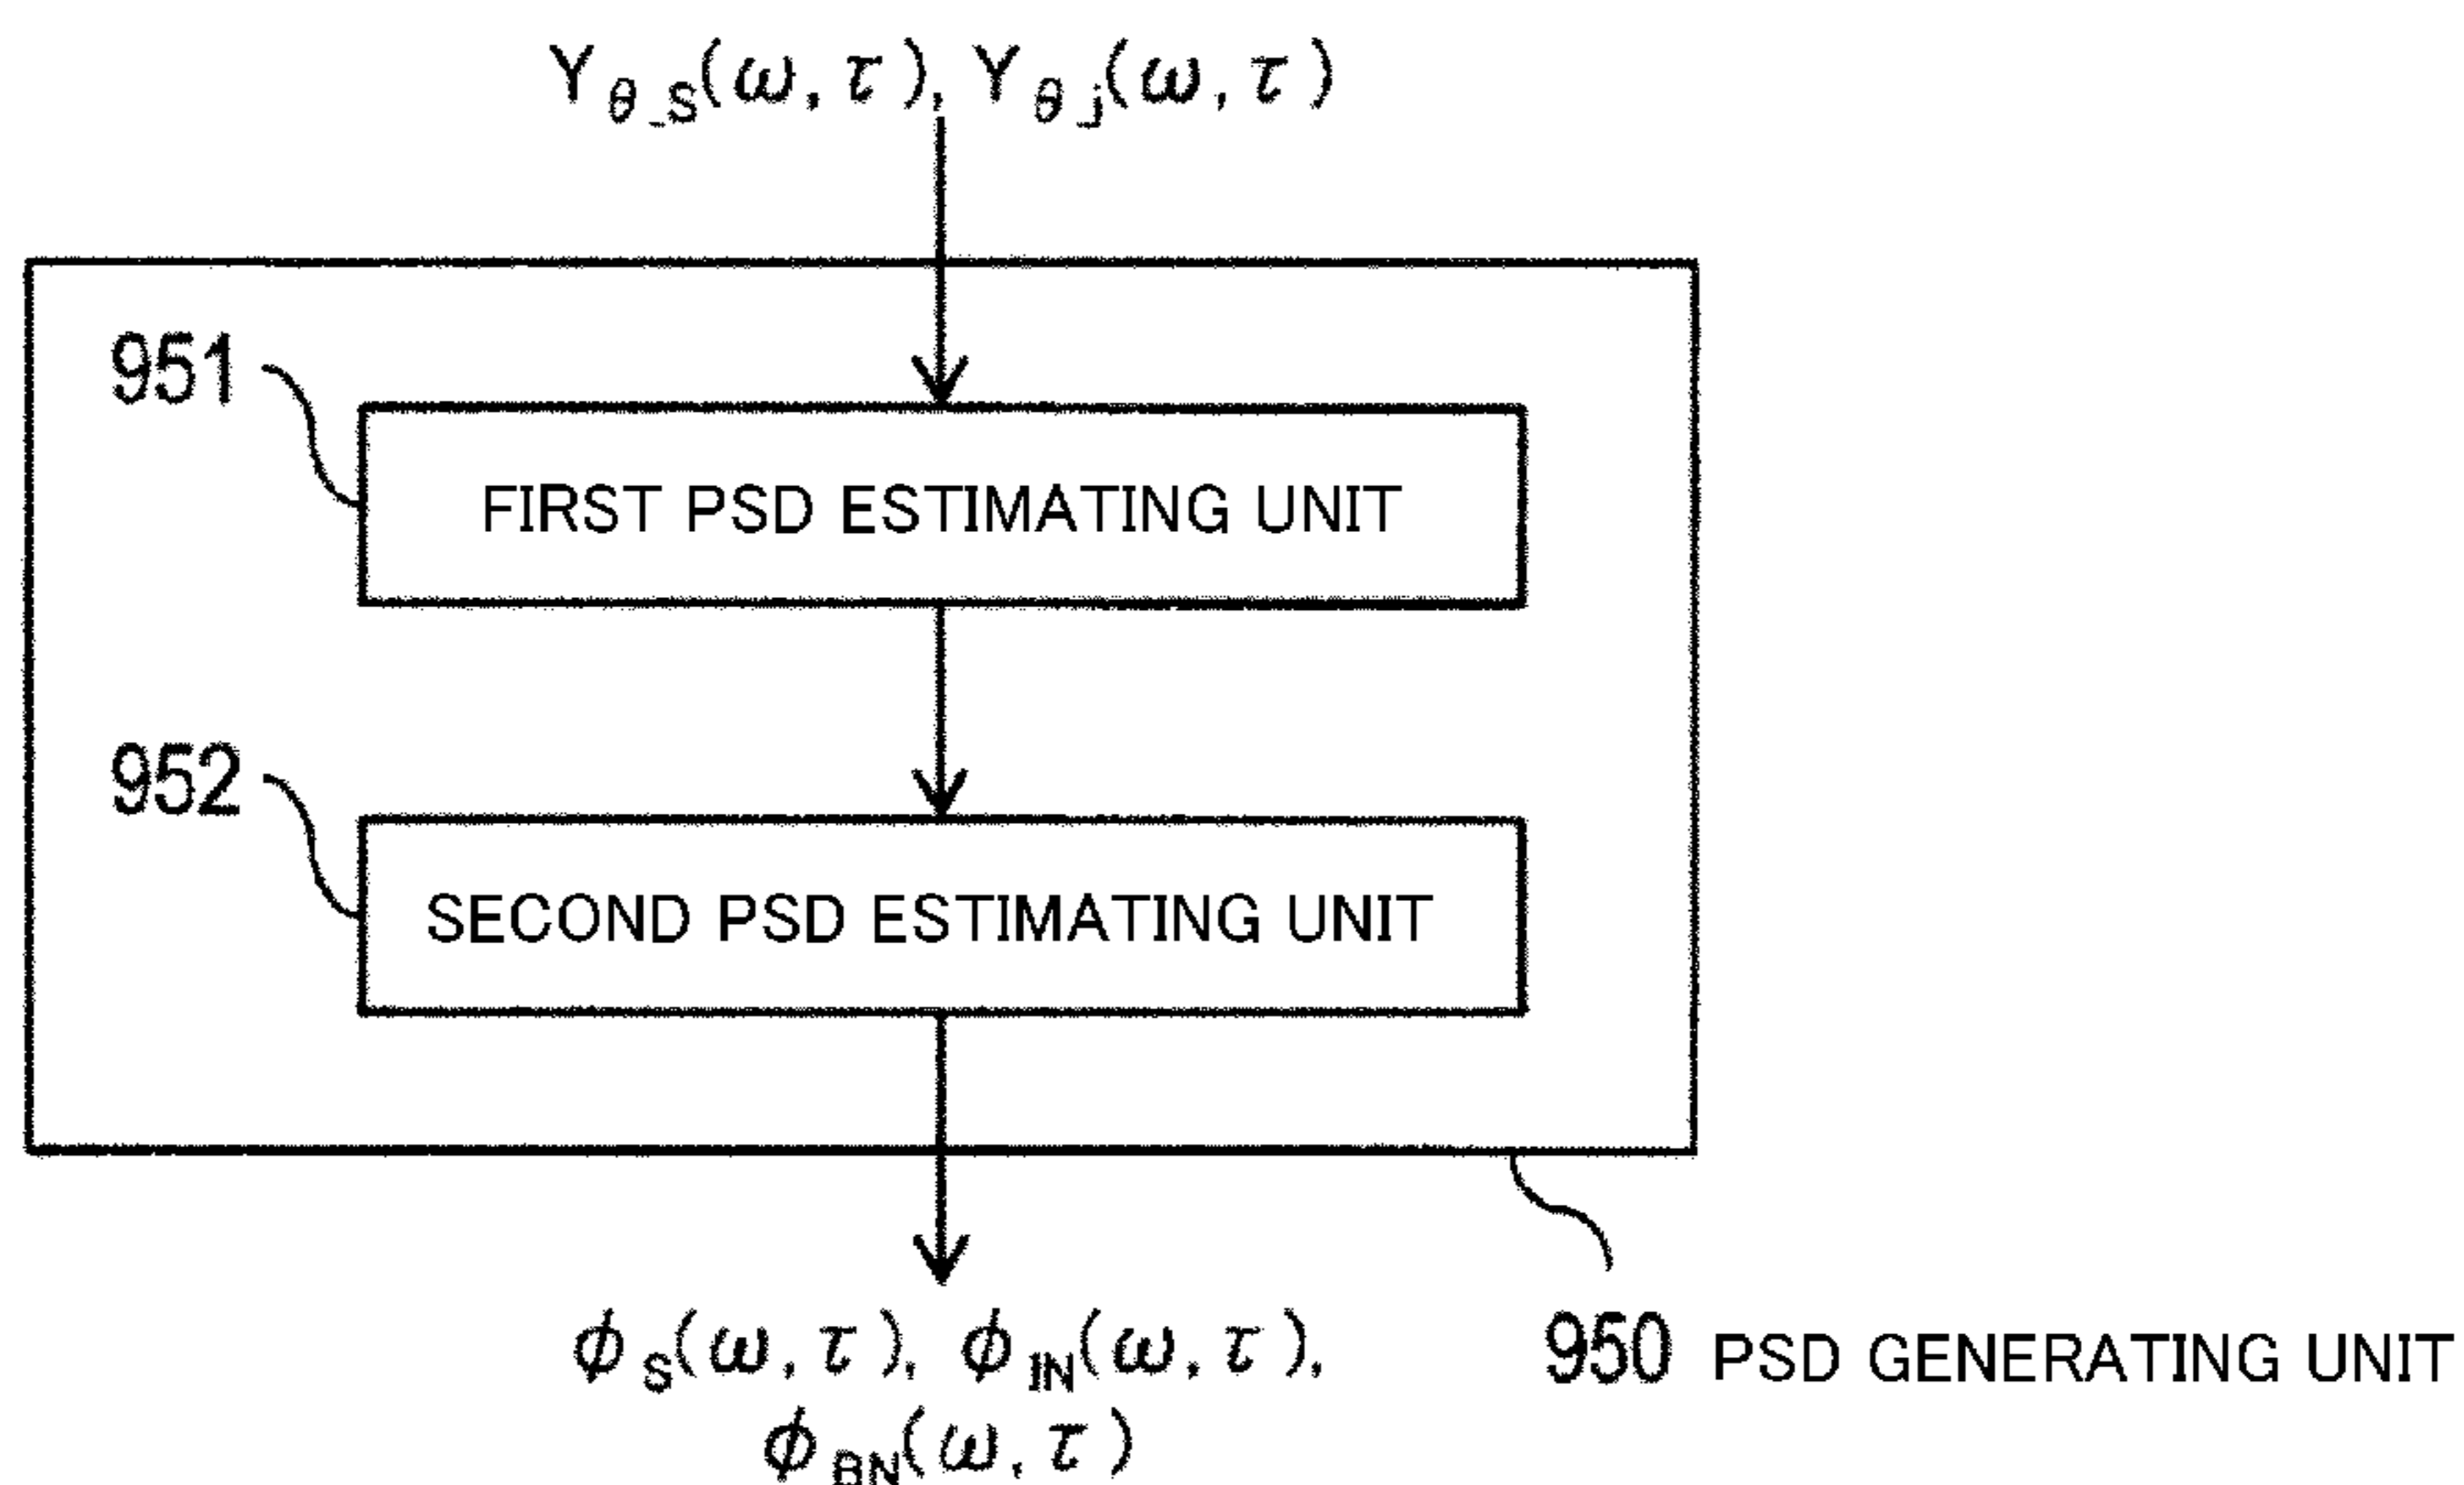 Yθ_S(ω,τ), Yθ_j(ω,τ)
951
FIRST PSD ESTIMATING UNIT
952
SECOND PSD ESTIMATING UNIT
ϕS(ω,τ), ϕIN(ω,τ),
ϕBN(ω,τ)
950 PSD GENERATING UNIT